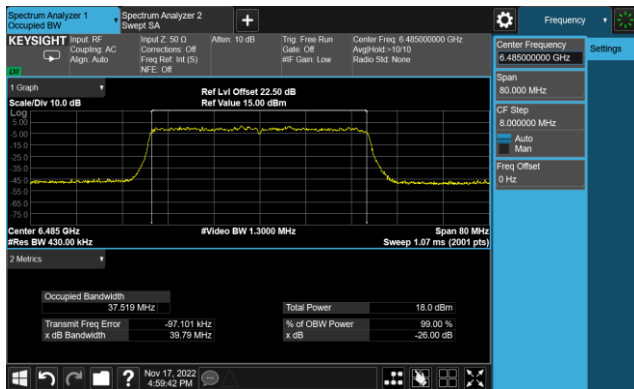 Spectrum Analyzer 1
Occupied BW
Spectrum Analyzer 2
Swept SA
+
Frequency
KEYSIGHT
Input: RF
Coupling: AC
Align: Auto
Input Z: 50 Ω
Corrections: Off
Freq Ref: Int (S)
NFE: Off
Atten: 10 dB
Trig: Free Run
Gate: Off
#IF Gain: Low
Center Freq: 6.485000000 GHz
Avg|Hold:>10/10
Radio Std: None
1 Graph
Scale/Div 10.0 dB
Ref Lvl Offset 22.50 dB
Ref Value 15.00 dBm
Log
5.00
-5.00
-15.0
-25.0
-35.0
-45.0
-55.0
-65.0
-75.0
Center 6.485 GHz
#Res BW 430.00 kHz
#Video BW 1.3000 MHz
Span 80 MHz
Sweep 1.07 ms (2001 pts)
2 Metrics
Occupied Bandwidth
37.519 MHz
Transmit Freq Error -97.101 kHz
x dB Bandwidth 39.79 MHz
Total Power 18.0 dBm
% of OBW Power 99.00 %
x dB -26.00 dB
Nov 17, 2022
4:59:42 PM
Center Frequency
6.485000000 GHz
Span
80.000 MHz
CF Step
8.000000 MHz
Auto
Man
Freq Offset
0 Hz
Settings